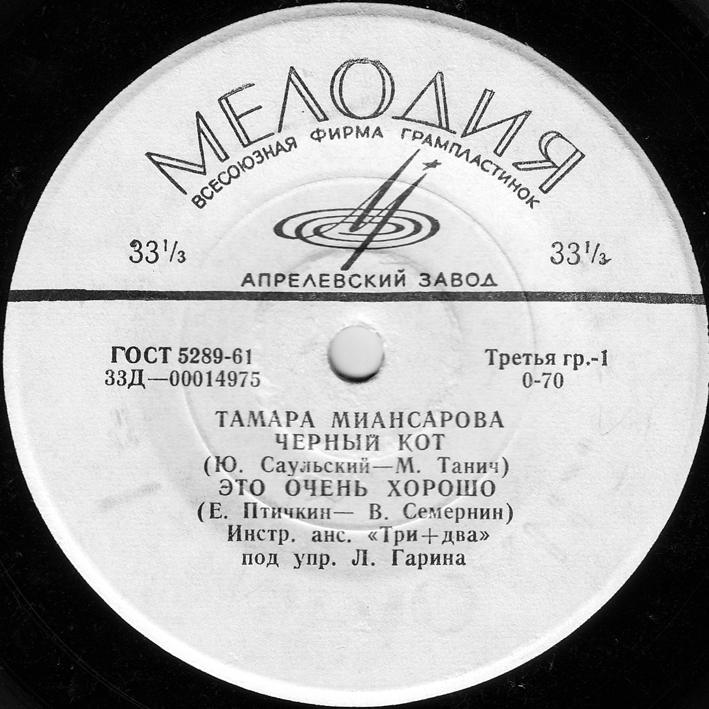 МЕЛОДИЯ
ВСЕСОЮЗНАЯ ФИРМА ГРАМПЛАСТИНОК
33⅓ 33⅓
АПРЕЛЕВСКИЙ ЗАВОД
ГОСТ 5289-61 Третья гр.-1
33Д—00014975 0-70
ТАМАРА МИАНСАРОВА
ЧЕРНЫЙ КОТ
(Ю. Саульский—М. Танич)
ЭТО ОЧЕНЬ ХОРОШО
(Е. Птичкин— В. Семернин)
Инстр. анс. «Три+два»
под упр. Л. Гарина